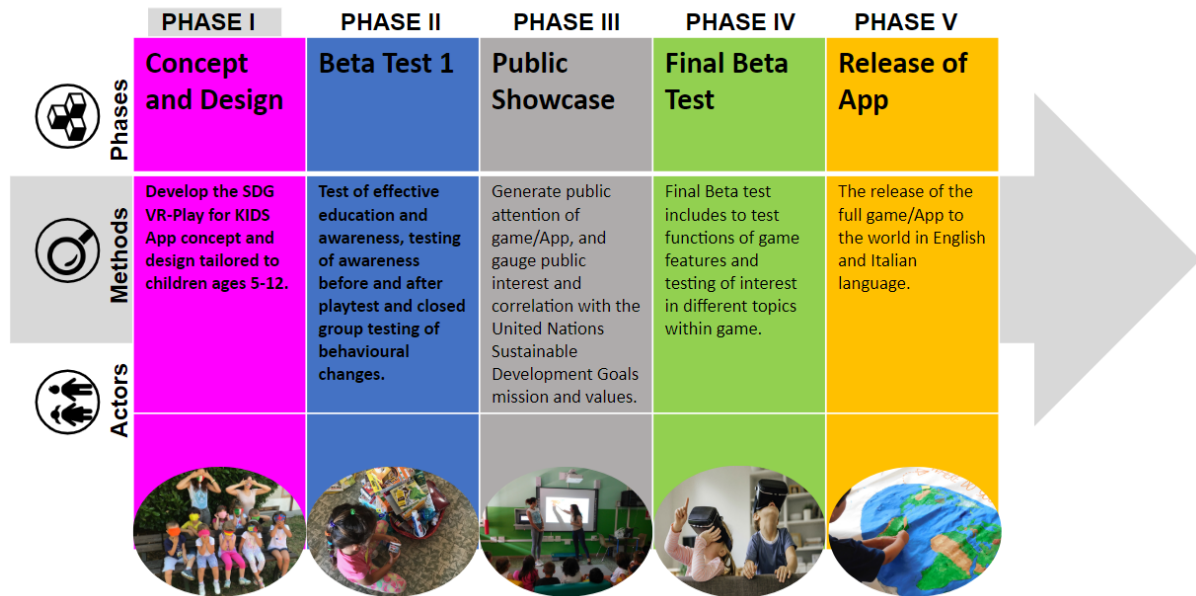 PHASE I
PHASE II
PHASE III
PHASE IV
PHASE V
Phases
Concept
and Design
Beta Test 1
Public
Showcase
Final Beta
Test
Release of
App
Methods
Develop the SDG
VR-Play for KIDS
App concept and
design tailored to
children ages 5-12.
Test of effective
education and
awareness, testing
of awareness
before and after
playtest and closed
group testing of
behavioural
changes.
Generate public
attention of
game/App, and
gauge public
interest and
correlation with the
United Nations
Sustainable
Development Goals
mission and values.
Final Beta test
includes to test
functions of game
features and
testing of interest
in different topics
within game.
The release of the
full game/App to
the world in English
and Italian
language.
Actors